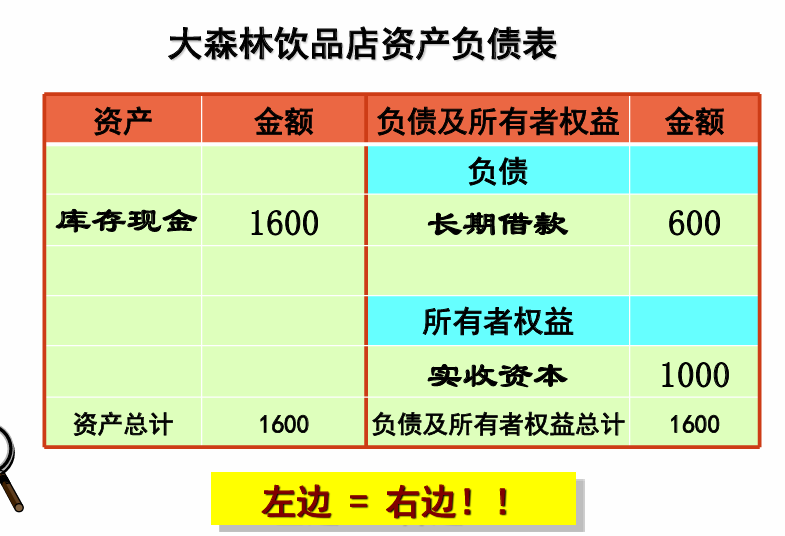 大森林饮品店资产负债表
资产 金额 负债及所有者权益 金额
负债
库存现金 1600 长期借款 600
所有者权益
实收资本 1000
资产总计 1600 负债及所有者权益总计 1600
左边 = 右边！！